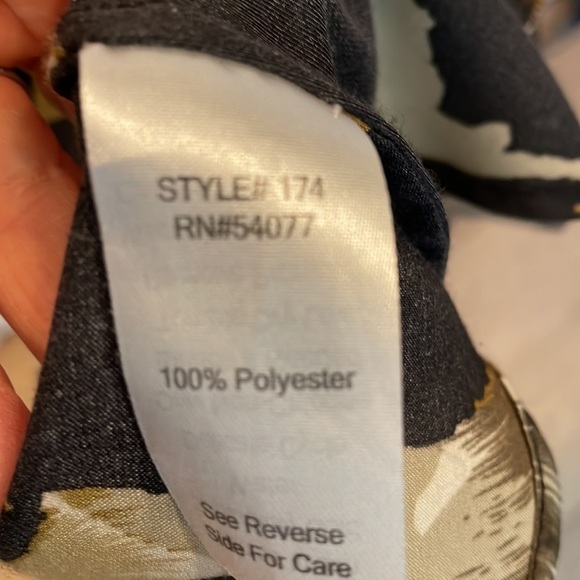 STYLE# 174
RN#54077
100% Polyester
See Reverse
Side For Care